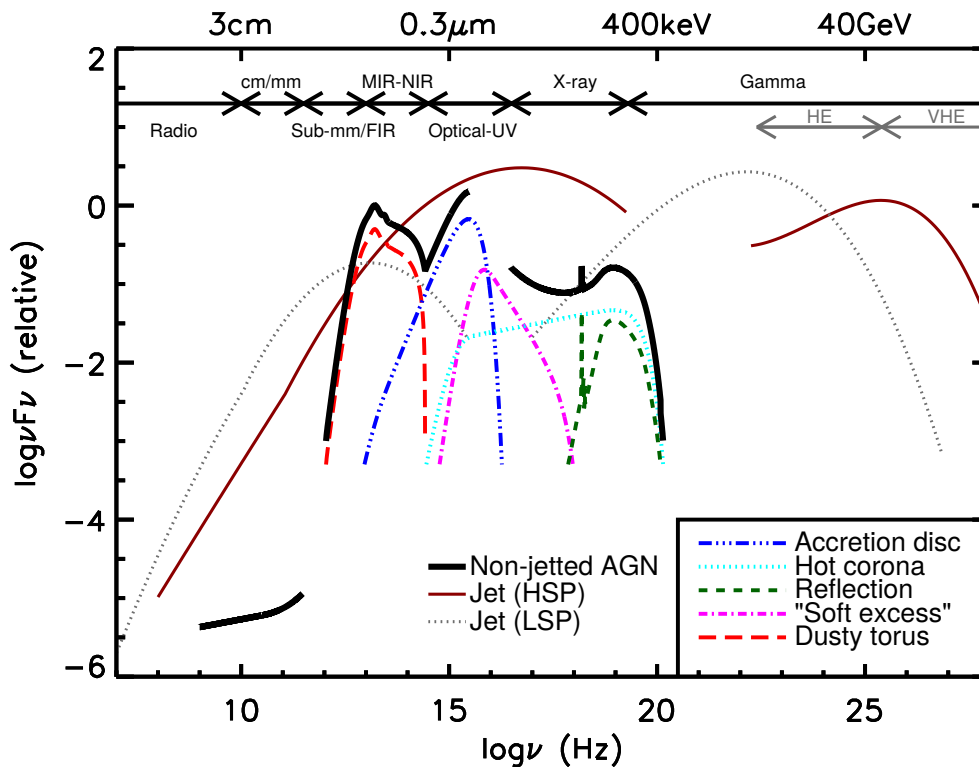 3cm 0.3μm 400keV 40GeV
cm/mm MIR-NIR X-ray Gamma
Radio Sub-mm/FIR Optical-UV HE VHE
2
0
−2
−4
−6
logνFν (relative)
Non-jetted AGN
Jet (HSP)
Jet (LSP)
Accretion disc
Hot corona
Reflection
"Soft excess"
Dusty torus
10 15 20 25
logν (Hz)